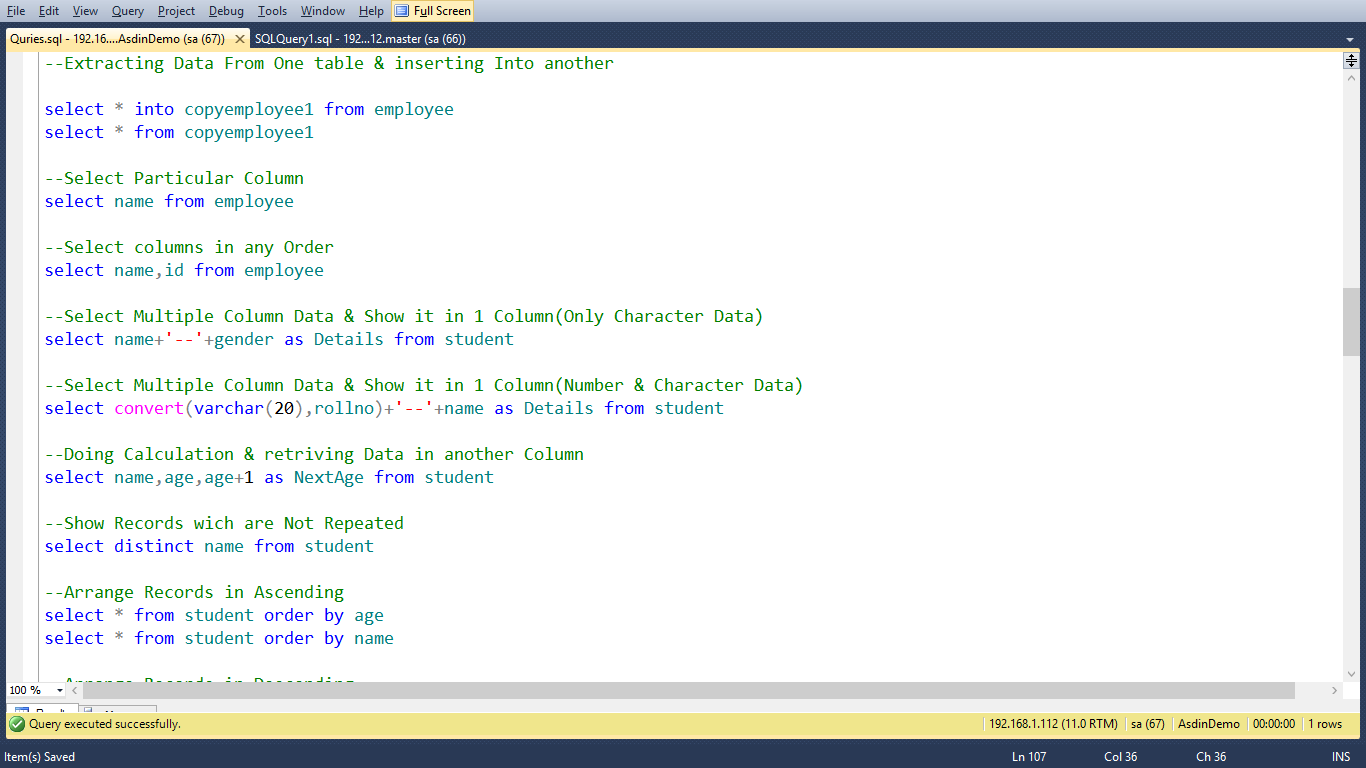 File Edit View Query Project Debug Tools Window Help Full Screen
Quries.sql - 192.16....AsdinDemo (sa (67)) SQLQuery1.sql - 192...12.master (sa (66))
--Extracting Data From One table & inserting Into another
select * into copyemployee1 from employee
select * from copyemployee1
--Select Particular Column
select name from employee
--Select columns in any Order
select name,id from employee
--Select Multiple Column Data & Show it in 1 Column(Only Character Data)
select name+'--'+gender as Details from student
--Select Multiple Column Data & Show it in 1 Column(Number & Character Data)
select convert(varchar(20),rollno)+'--'+name as Details from student
--Doing Calculation & retriving Data in another Column
select name,age,age+1 as NextAge from student
--Show Records wich are Not Repeated
select distinct name from student
--Arrange Records in Ascending
select * from student order by age
select * from student order by name
--Arrange Records in Descending
100 %
Query executed successfully. 192.168.1.112 (11.0 RTM) sa (67) AsdinDemo 00:00:00 1 rows
Item(s) Saved Ln 107 Col 36 Ch 36 INS